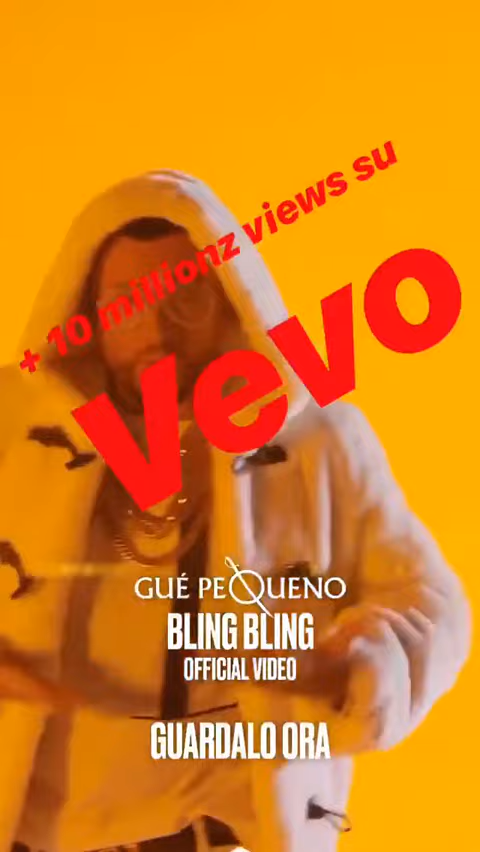 + 10 millionz views su
Vevo
GUÉ PEQUENO
BLING BLING
OFFICIAL VIDEO
GUARDALO ORA